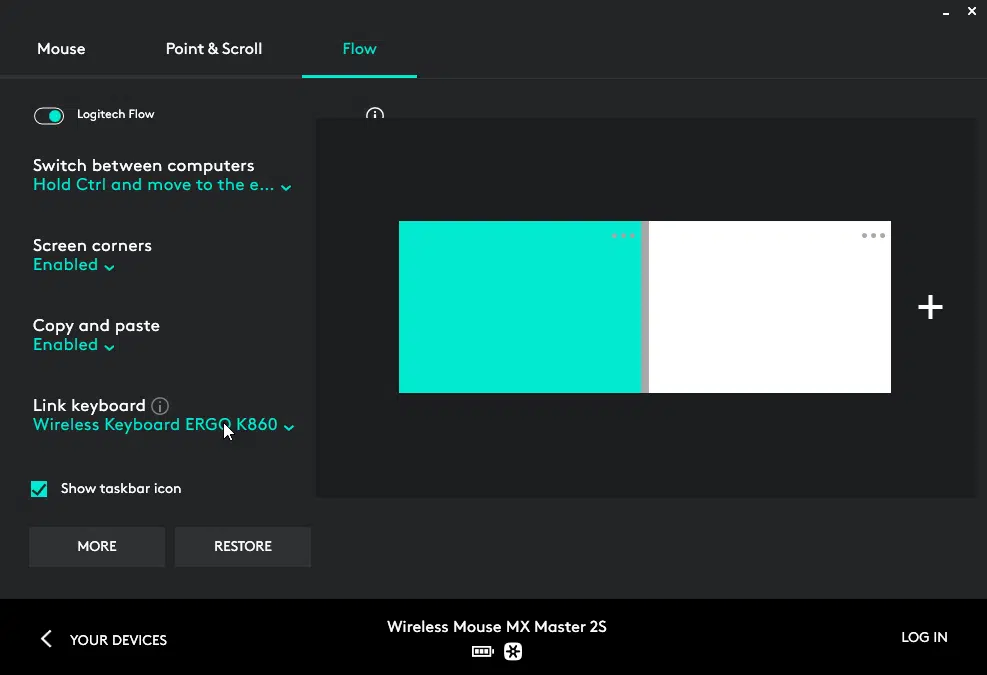 Mouse
Point & Scroll
Flow
Logitech Flow
Switch between computers
Hold Ctrl and move to the e...
Screen corners
Enabled
Copy and paste
Enabled
Link keyboard
Wireless Keyboard ERGO K860
Show taskbar icon
MORE
RESTORE
YOUR DEVICES
Wireless Mouse MX Master 2S
LOG IN